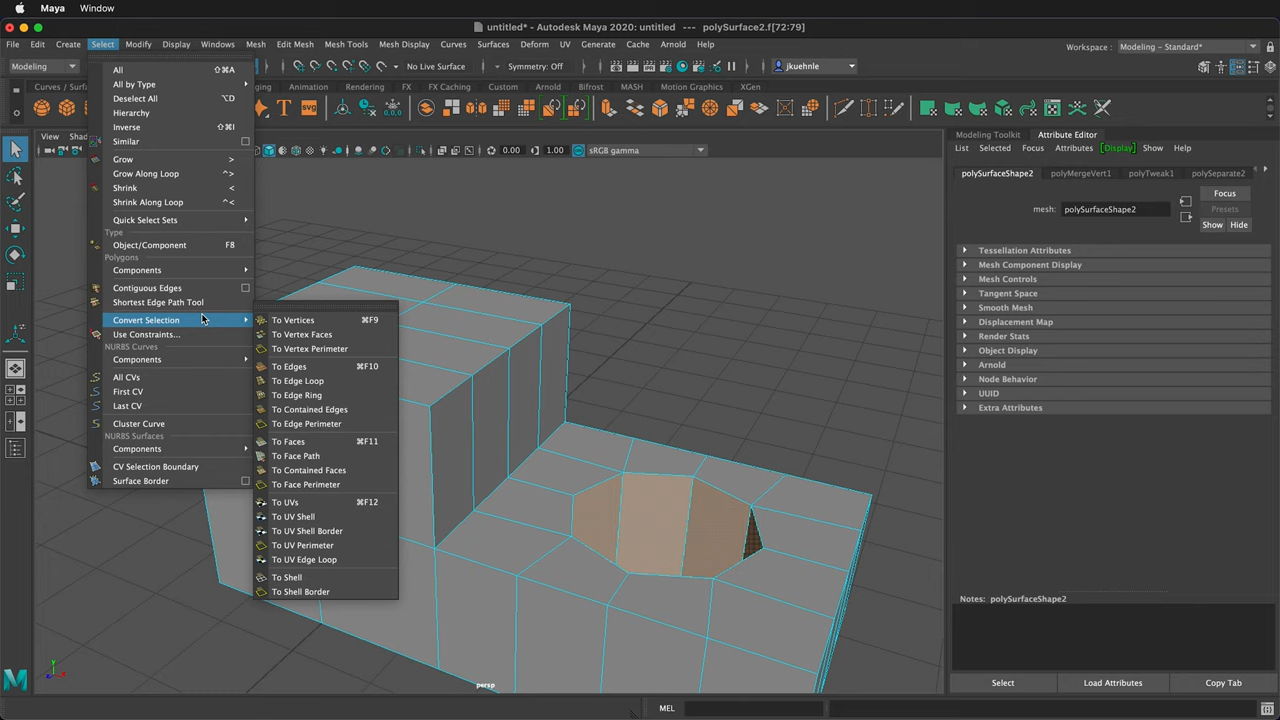 Maya Window
untitled* - Autodesk Maya 2020: untitled --- polySurface2.f[72:79]
File Edit Create Select Modify Display Windows Mesh Edit Mesh Mesh Tools Mesh Display Curves Surfaces Deform UV Generate Cache Arnold Help
Workspace : Modeling - Standard*
Modeling
No Live Surface
Symmetry: Off
jkuehnle
Curves / Surfa
ging Animation Rendering FX FX Caching Custom Arnold Bifrost MASH Motion Graphics XGen
T SVG
View Shad
0.00
1.00
sRGB gamma
All ⇧⌘A
All by Type
Deselect All ⌥D
Hierarchy
Inverse ⇧⌘I
Similar
Grow >
Grow Along Loop ^>
Shrink <
Shrink Along Loop ^<
Quick Select Sets
Type
Object/Component F8
Polygons
Components
Contiguous Edges
Shortest Edge Path Tool
Convert Selection
Use Constraints...
NURBS Curves
Components
All CVs
First CV
Last CV
Cluster Curve
NURBS Surfaces
Components
CV Selection Boundary
Surface Border
To Vertices ⌘F9
To Vertex Faces
To Vertex Perimeter
To Edges ⌘F10
To Edge Loop
To Edge Ring
To Contained Edges
To Edge Perimeter
To Faces ⌘F11
To Face Path
To Contained Faces
To Face Perimeter
To UVs ⌘F12
To UV Shell
To UV Shell Border
To UV Perimeter
To UV Edge Loop
To Shell
To Shell Border
persp
Modeling Toolkit Attribute Editor
List Selected Focus Attributes [Display] Show Help
polySurfaceShape2 polyMergeVert1 polyTweak1 polySeparate2
mesh: polySurfaceShape2
Focus
Presets
Show Hide
Tessellation Attributes
Mesh Component Display
Mesh Controls
Tangent Space
Smooth Mesh
Displacement Map
Render Stats
Object Display
Arnold
Node Behavior
UUID
Extra Attributes
Notes: polySurfaceShape2
Select Load Attributes Copy Tab
MEL